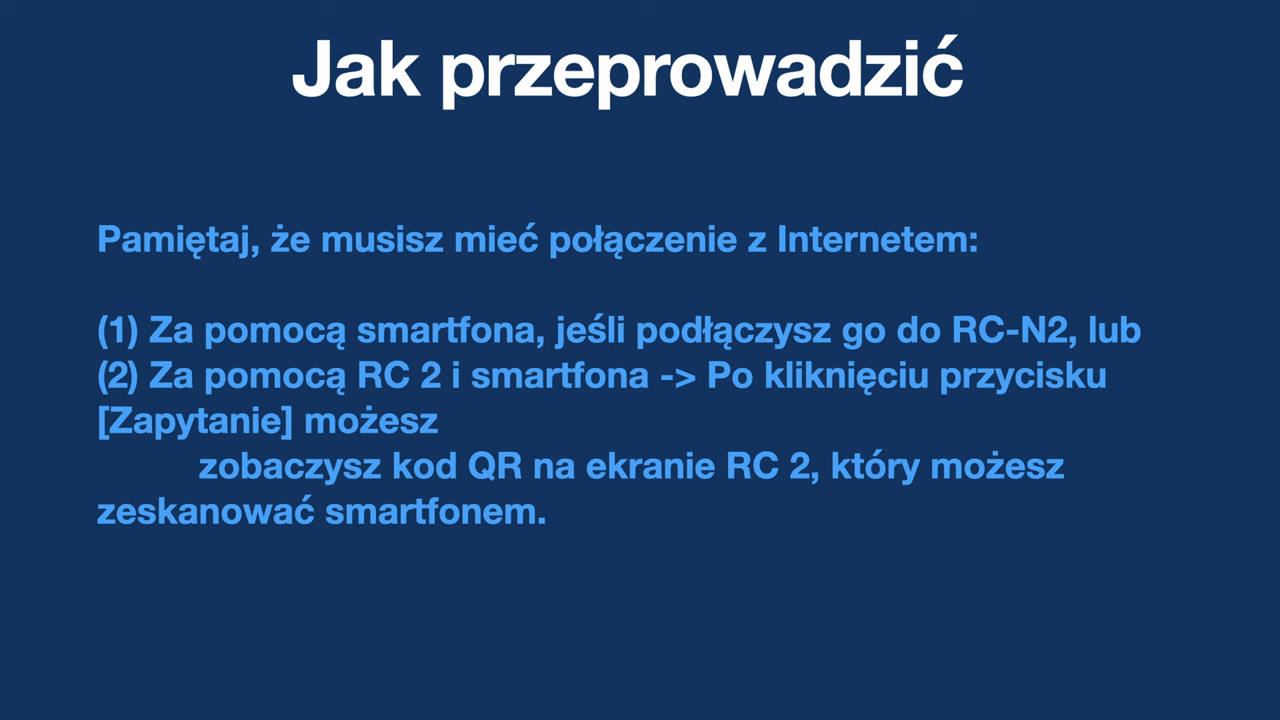 Jak przeprowadzić
Pamiętaj, że musisz mieć połączenie z Internetem:
(1) Za pomocą smartfona, jeśli podłączysz go do RC-N2, lub
(2) Za pomocą RC 2 i smartfona -> Po kliknięciu przycisku
[Zapytanie] możesz
zobaczysz kod QR na ekranie RC 2, który możesz
zeskanować smartfonem.